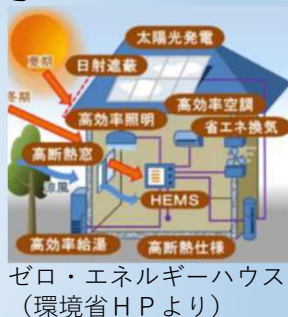 太陽光発電
夏期
日射遮蔽
冬期
高効率空調
高効率照明
省エネ換気
高断熱窓
涼風
HEMS
高効率給湯
高断熱仕様
ゼロ・エネルギーハウス
（環境省ＨＰより）